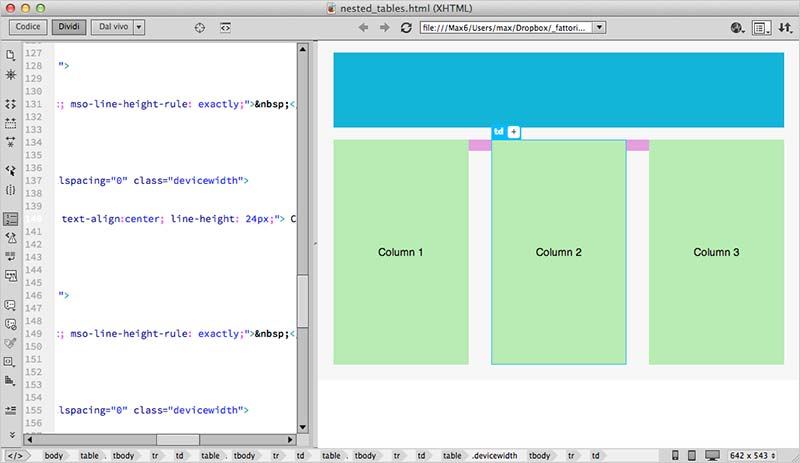 nested_tables.html (XHTML)
Codice Dividi Dal vivo
file:///Max6/Users/max/Dropbox/_fattori...
127
128 ">
129
130
131 :; mso-line-height-rule: exactly;">&nbsp;<
132
133
134
135
136
137 lspacing="0" class="devicewidth">
138
139
140 text-align:center; line-height: 24px;"> C
141
142
143
144
145
146 ">
147
148
149 :; mso-line-height-rule: exactly;">&nbsp;<
150
151
152
153
154
155 lspacing="0" class="devicewidth">
156
157
td +
Column 1
Column 2
Column 3
</> body table . tbody tr td table . tbody tr td table .devicewidth tbody tr td
642 x 543